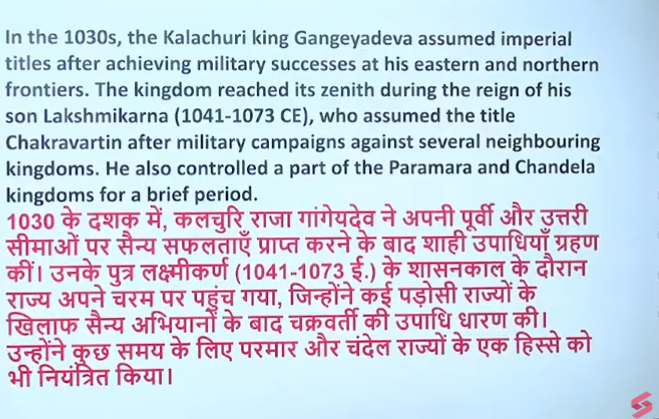 In the 1030s, the Kalachuri king Gangeyadeva assumed imperial
titles after achieving military successes at his eastern and northern
frontiers. The kingdom reached its zenith during the reign of his
son Lakshmikarna (1041-1073 CE), who assumed the title
Chakravartin after military campaigns against several neighbouring
kingdoms. He also controlled a part of the Paramara and Chandela
kingdoms for a brief period.
1030 के दशक में, कलचुरि राजा गांगेयदेव ने अपनी पूर्वी और उत्तरी
सीमाओं पर सैन्य सफलताएँ प्राप्त करने के बाद शाही उपाधियाँ ग्रहण
कीं। उनके पुत्र लक्ष्मीकर्ण (1041-1073 ई.) के शासनकाल के दौरान
राज्य अपने चरम पर पहुंच गया, जिन्होंने कई पड़ोसी राज्यों के
खिलाफ सैन्य अभियानों के बाद चक्रवर्ती की उपाधि धारण की।
उन्होंने कुछ समय के लिए परमार और चंदेल राज्यों के एक हिस्से को
भी नियंत्रित किया।